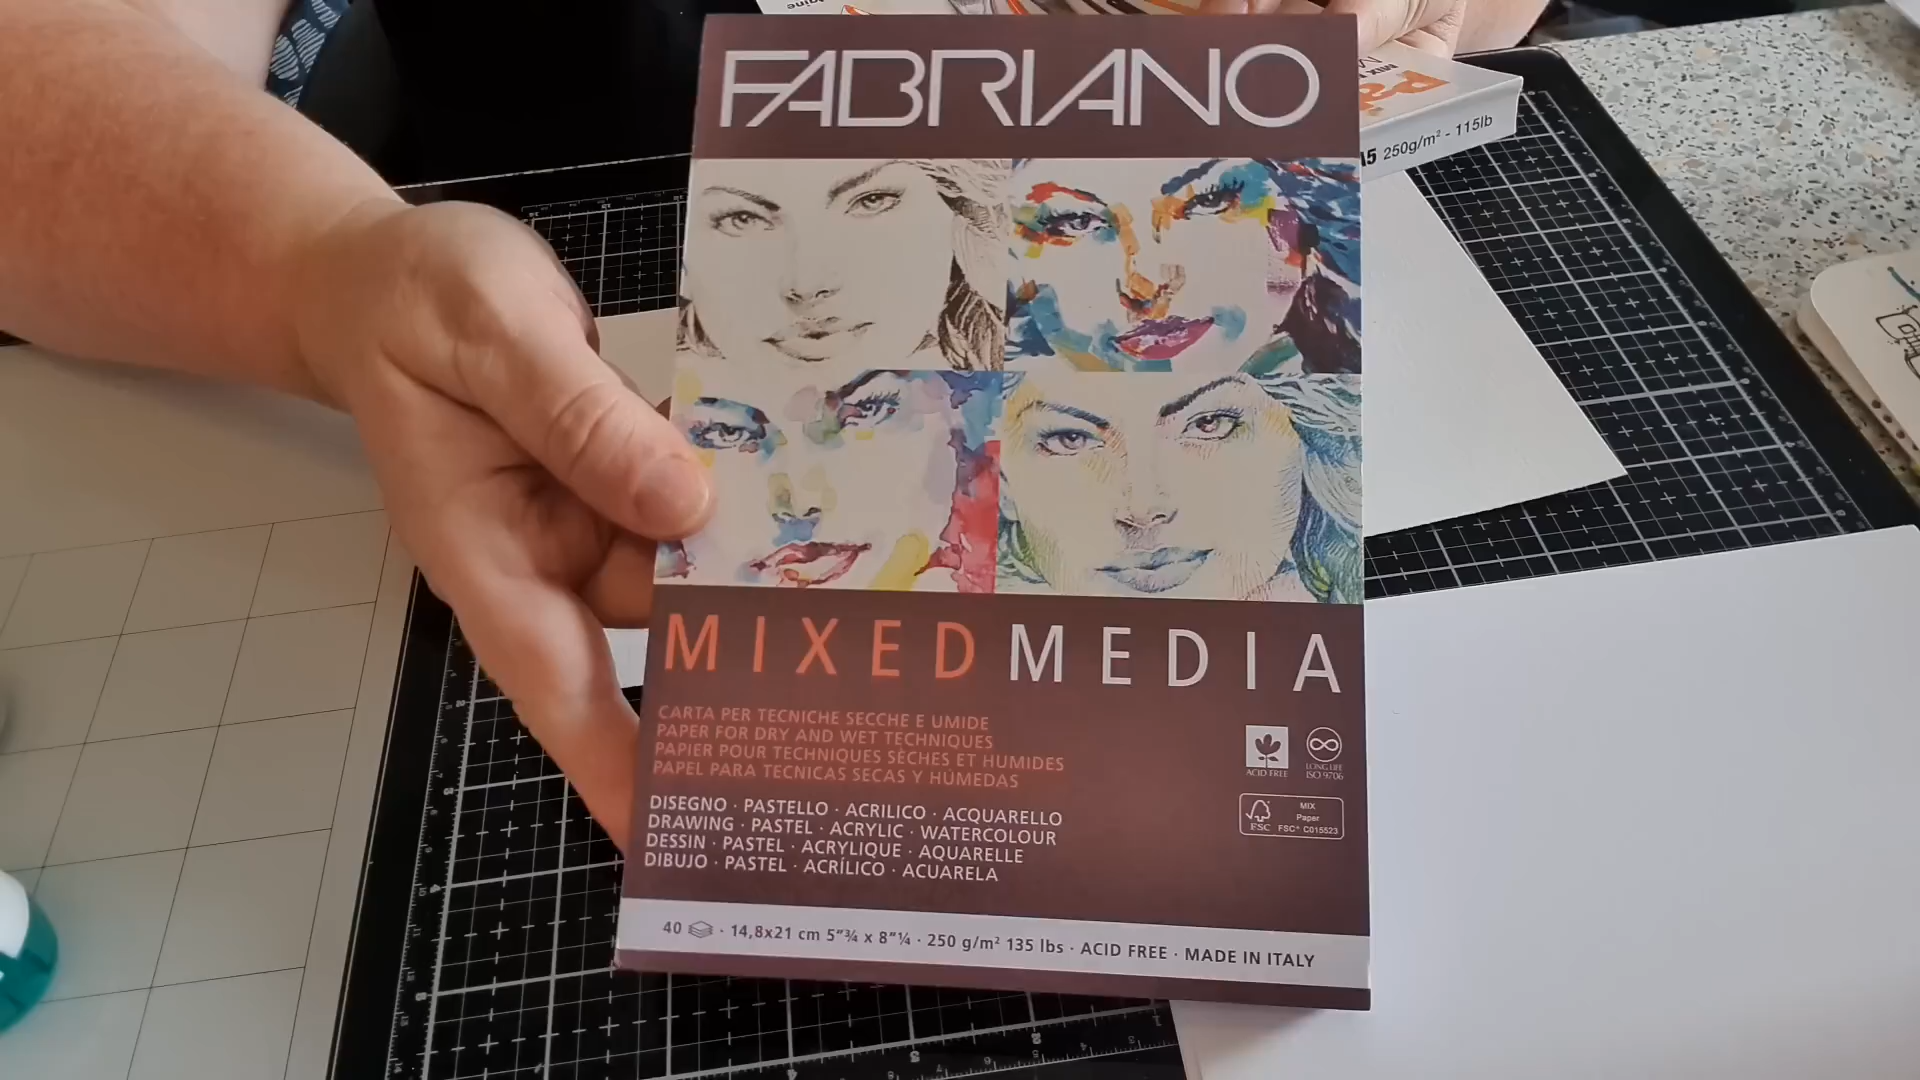 FABRIANO
MIXEDMEDIA
CARTA PER TECNICHE SECCHE E UMIDE
PAPER FOR DRY AND WET TECHNIQUES
PAPIER POUR TECHNIQUES SÈCHES ET HUMIDES
PAPEL PARA TECNICAS SECAS Y HÚMEDAS
DISEGNO · PASTELLO · ACRILICO · ACQUARELLO
DRAWING · PASTEL · ACRYLIC · WATERCOLOUR
DESSIN · PASTEL · ACRYLIQUE · AQUARELLE
DIBUJO · PASTEL · ACRÍLICO · ACUARELA
ACID FREE
LONG LIFE
ISO 9706
FSC
MIX
Paper
FSC® C015523
40 · 14,8x21 cm 5"¾ x 8"¼ · 250 g/m² 135 lbs · ACID FREE · MADE IN ITALY
A5 250g/m² - 115lb